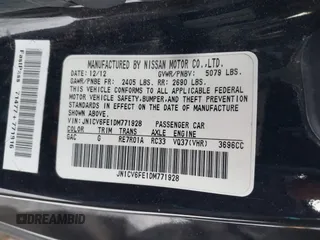 MANUFACTURED BY NISSAN MOTOR CO.,LTD.
12/12 GVWR/PNBV: 5079 LBS.
GAWR/PNBE FR: 2405 LBS. RR: 2690 LBS.
THIS VEHICLE CONFORMS TO ALL APPLICABLE
FEDERAL MOTOR VEHICLE SAFETY, BUMPER, AND THEFT
PREVENTION STANDARDS IN EFFECT ON THE DATE OF
MANUFACTURE SHOWN ABOVE.
VIN: JN1CV6FE1DM771928 PASSENGER CAR
COLOR TRIM TRANS AXLE ENGINE
GAC G RE7R01A RC33 VQ37(VHR) 3696CC
JN1CV6FE1DM771928
DREAMBID